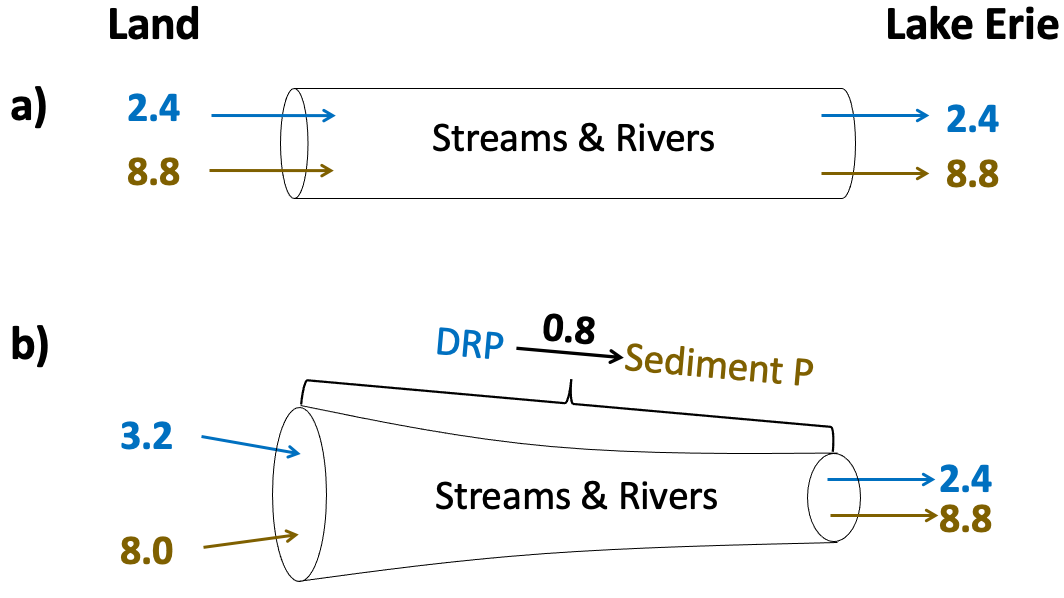 Land
Lake Erie
a)
2.4
8.8
Streams & Rivers
2.4
8.8
b)
DRP
0.8
Sediment P
3.2
8.0
Streams & Rivers
2.4
8.8